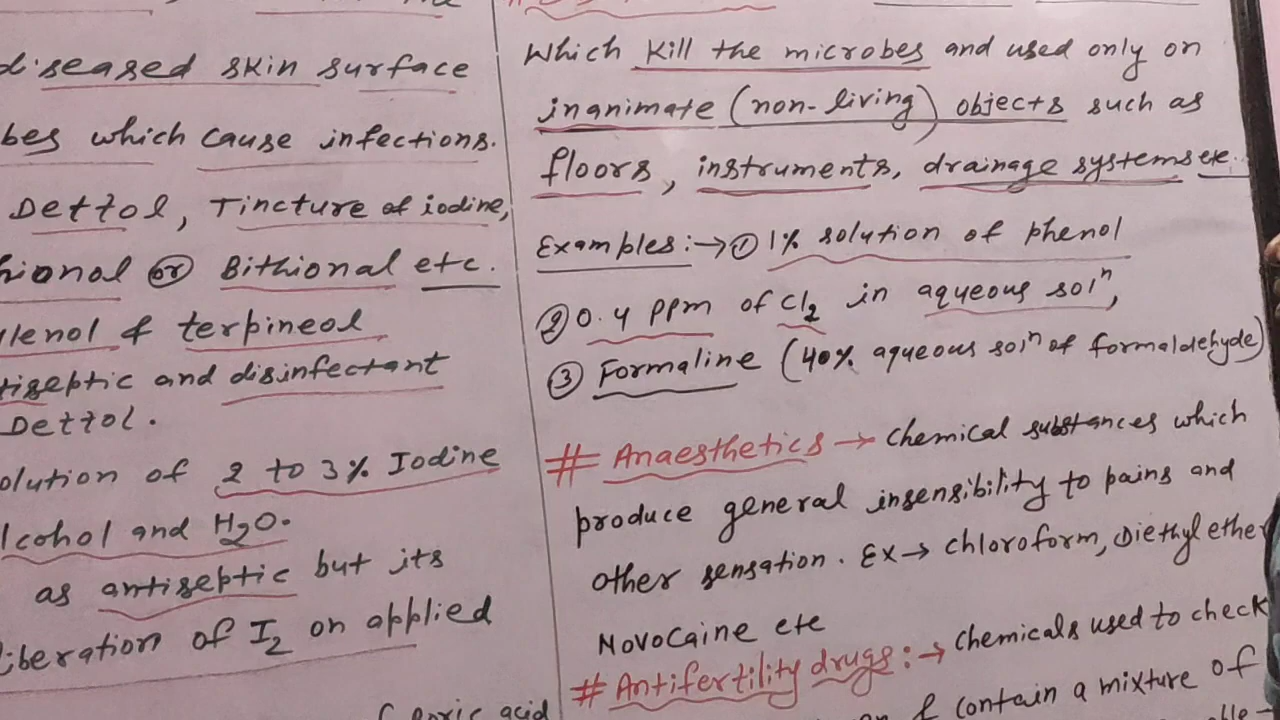 diseased skin surface
bes which cause infections.
Dettol, Tincture of iodine,
hional or Bithional etc.
lenol & terpineol
tiseptic and disinfectant
Dettol.
olution of 2 to 3% Iodine
lcohol and H2O.
as antiseptic but its
iberation of I2 on applied
boric acid
Which kill the microbes and used only on
inanimate (non-living) objects such as
floors, instruments, drainage systems etc.
Examples:→① 1% solution of phenol
② 0.4 ppm of Cl2 in aqueous solⁿ,
③ Formaline (40% aqueous solⁿ of formaldehyde)
# Anaesthetics → chemical substances which
produce general insensibility to pains and
other sensation. Ex→ chloroform, Diethyl ether
Novocaine etc
# Antifertility drugs:→ chemicals used to check
& contain a mixture of